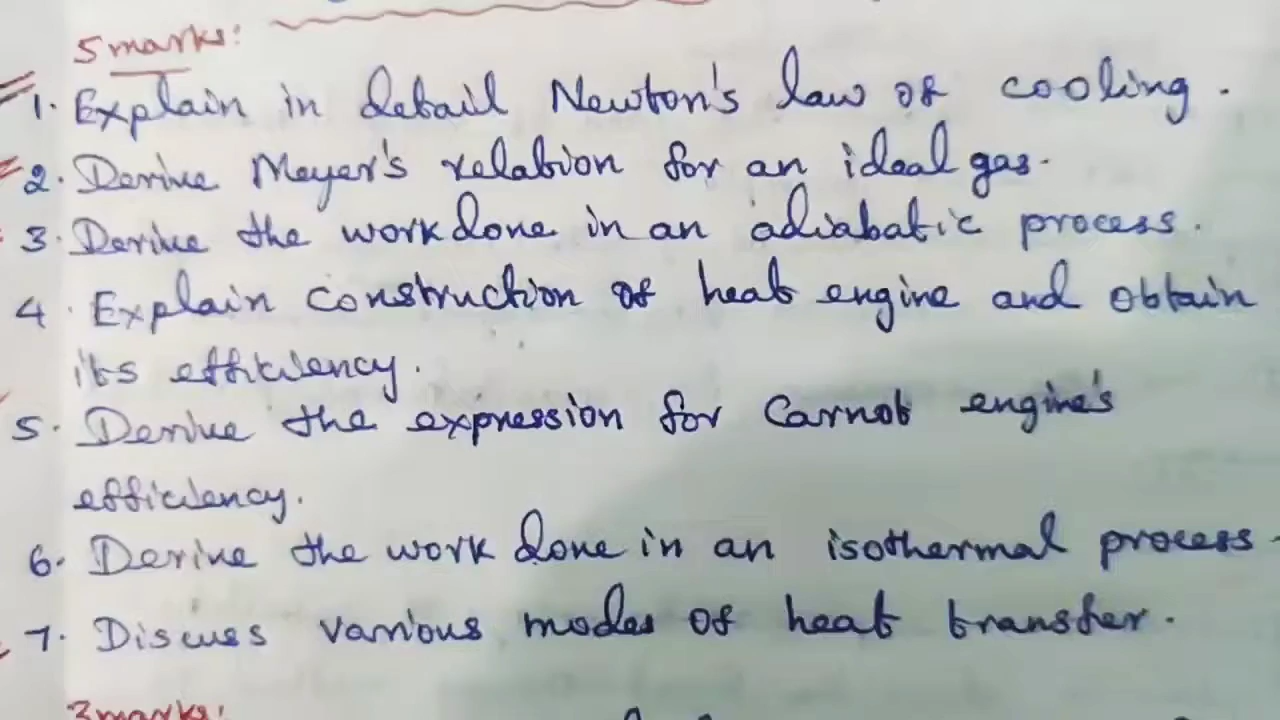 5 marks:
1. Explain in detail Newton's law of cooling.
2. Derive Meyer's relation for an ideal gas.
3. Derive the workdone in an adiabatic process.
4. Explain construction of heat engine and obtain
its efficiency.
5. Derive the expression for Carnot engine's
efficiency.
6. Derive the work done in an isothermal process.
7. Discuss various modes of heat transfer.
3marks: